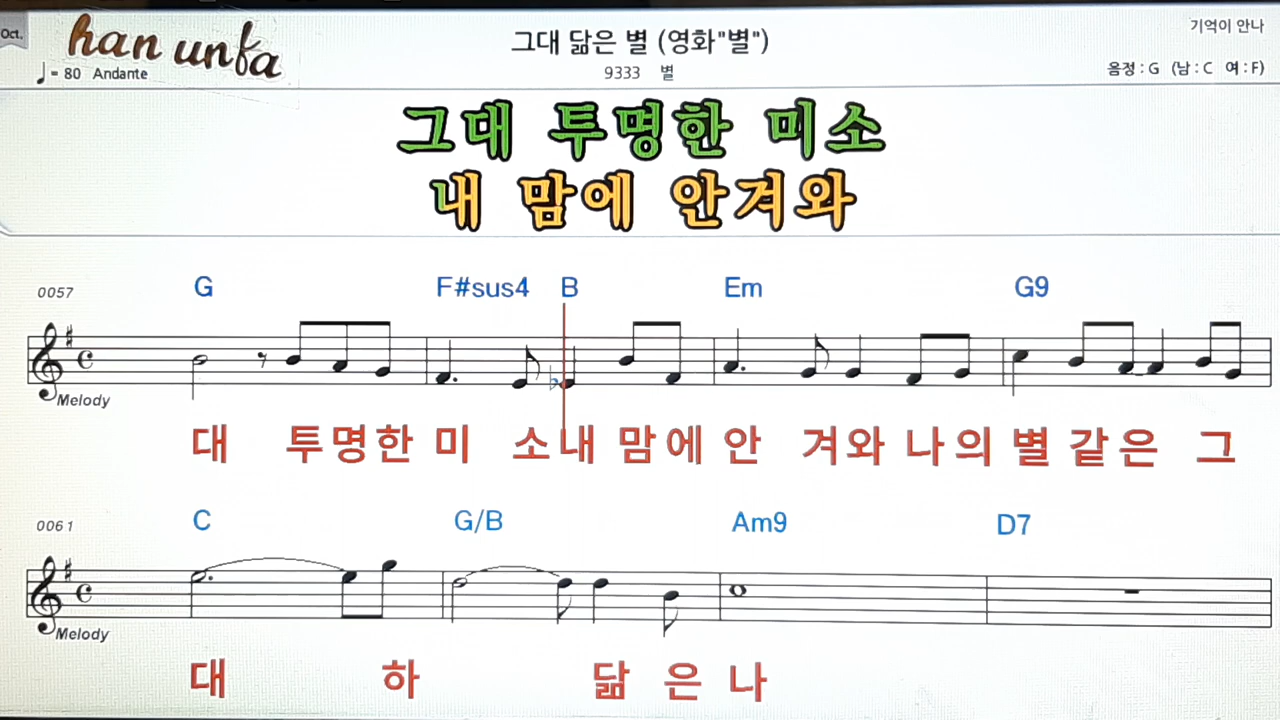 Oct.
han unfa
그대 닮은 별 (영화"별")
기억이 안나
♩= 80 Andante
9333 별
음정 : G (남 : C 여 : F)
그대 투명한 미소
내 맘에 안겨와
0057
G F#sus4 B Em G9
Melody
대 투명한 미 소내 맘에 안 겨와 나의 별 같은 그
0061
C G/B Am9 D7
Melody
대 하 닮 은 나